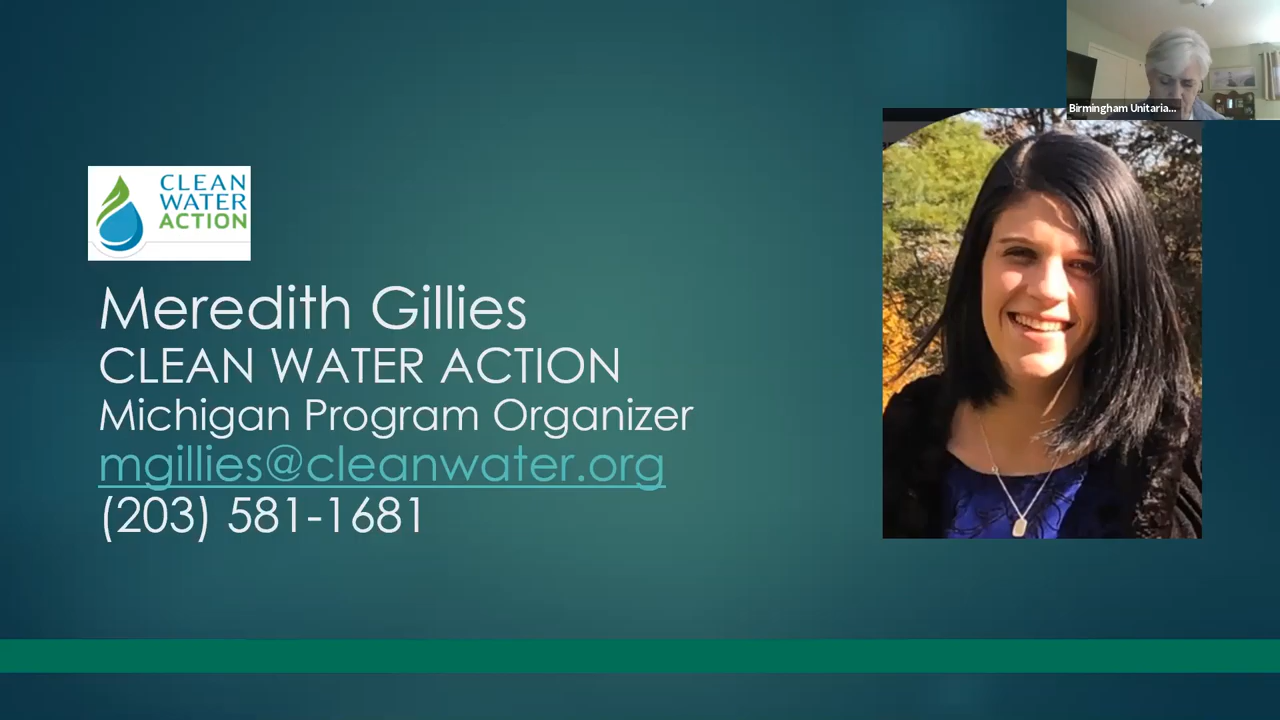 Birmingham Unitaria...
CLEAN
WATER
ACTION
Meredith Gillies
CLEAN WATER ACTION
Michigan Program Organizer
mgillies@cleanwater.org
(203) 581-1681